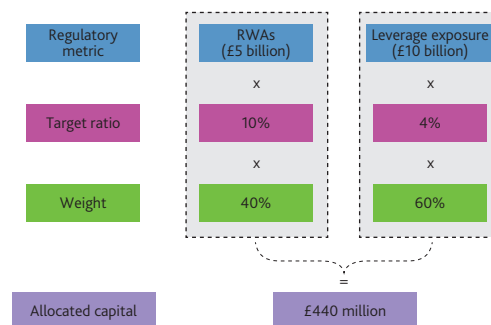 Regulatory
metric
RWAs
(£5 billion)
Leverage exposure
(£10 billion)
x
x
Target ratio
10%
4%
x
x
Weight
40%
60%
=
Allocated capital
£440 million